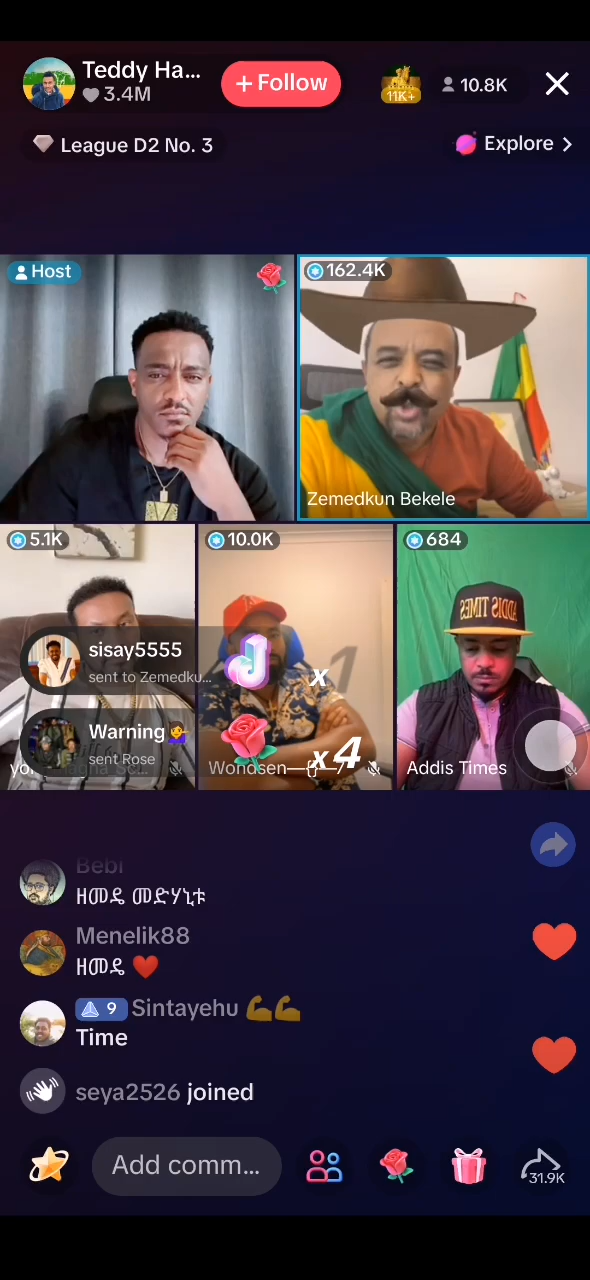 Teddy Ha...
3.4M
+ Follow
11K+
10.8K
League D2 No. 3
Explore >
Host
162.4K
Zemedkun Bekele
5.1K
10.0K
684
ADDIS TIMES
sisay5555
sent to Zemedku...
x 1
Warning
sent Rose
x4
Wondsen
Addis Times
Bebi
ዘመዴ መድሃኒቱ
Menelik88
ዘመዴ ❤️
9 Sintayehu 💪💪
Time
seya2526 joined
Add comm...
31.9K